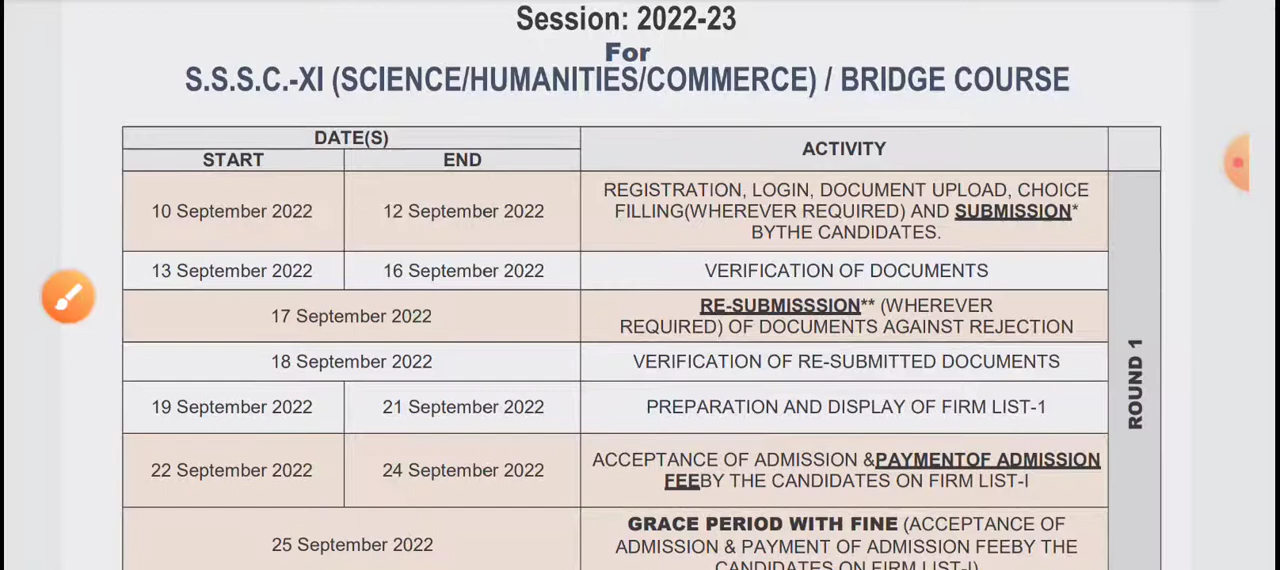 Session: 2022-23
For
S.S.S.C.-XI (SCIENCE/HUMANITIES/COMMERCE) / BRIDGE COURSE
DATE(S)
START END ACTIVITY
10 September 2022 12 September 2022 REGISTRATION, LOGIN, DOCUMENT UPLOAD, CHOICE
FILLING(WHEREVER REQUIRED) AND SUBMISSION*
BYTHE CANDIDATES.
13 September 2022 16 September 2022 VERIFICATION OF DOCUMENTS
17 September 2022 RE-SUBMISSSION** (WHEREVER
REQUIRED) OF DOCUMENTS AGAINST REJECTION
18 September 2022 VERIFICATION OF RE-SUBMITTED DOCUMENTS
19 September 2022 21 September 2022 PREPARATION AND DISPLAY OF FIRM LIST-1
22 September 2022 24 September 2022 ACCEPTANCE OF ADMISSION &PAYMENTOF ADMISSION
FEEBY THE CANDIDATES ON FIRM LIST-I
25 September 2022 GRACE PERIOD WITH FINE (ACCEPTANCE OF
ADMISSION & PAYMENT OF ADMISSION FEEBY THE
CANDIDATES ON FIRM LIST-I)
ROUND 1